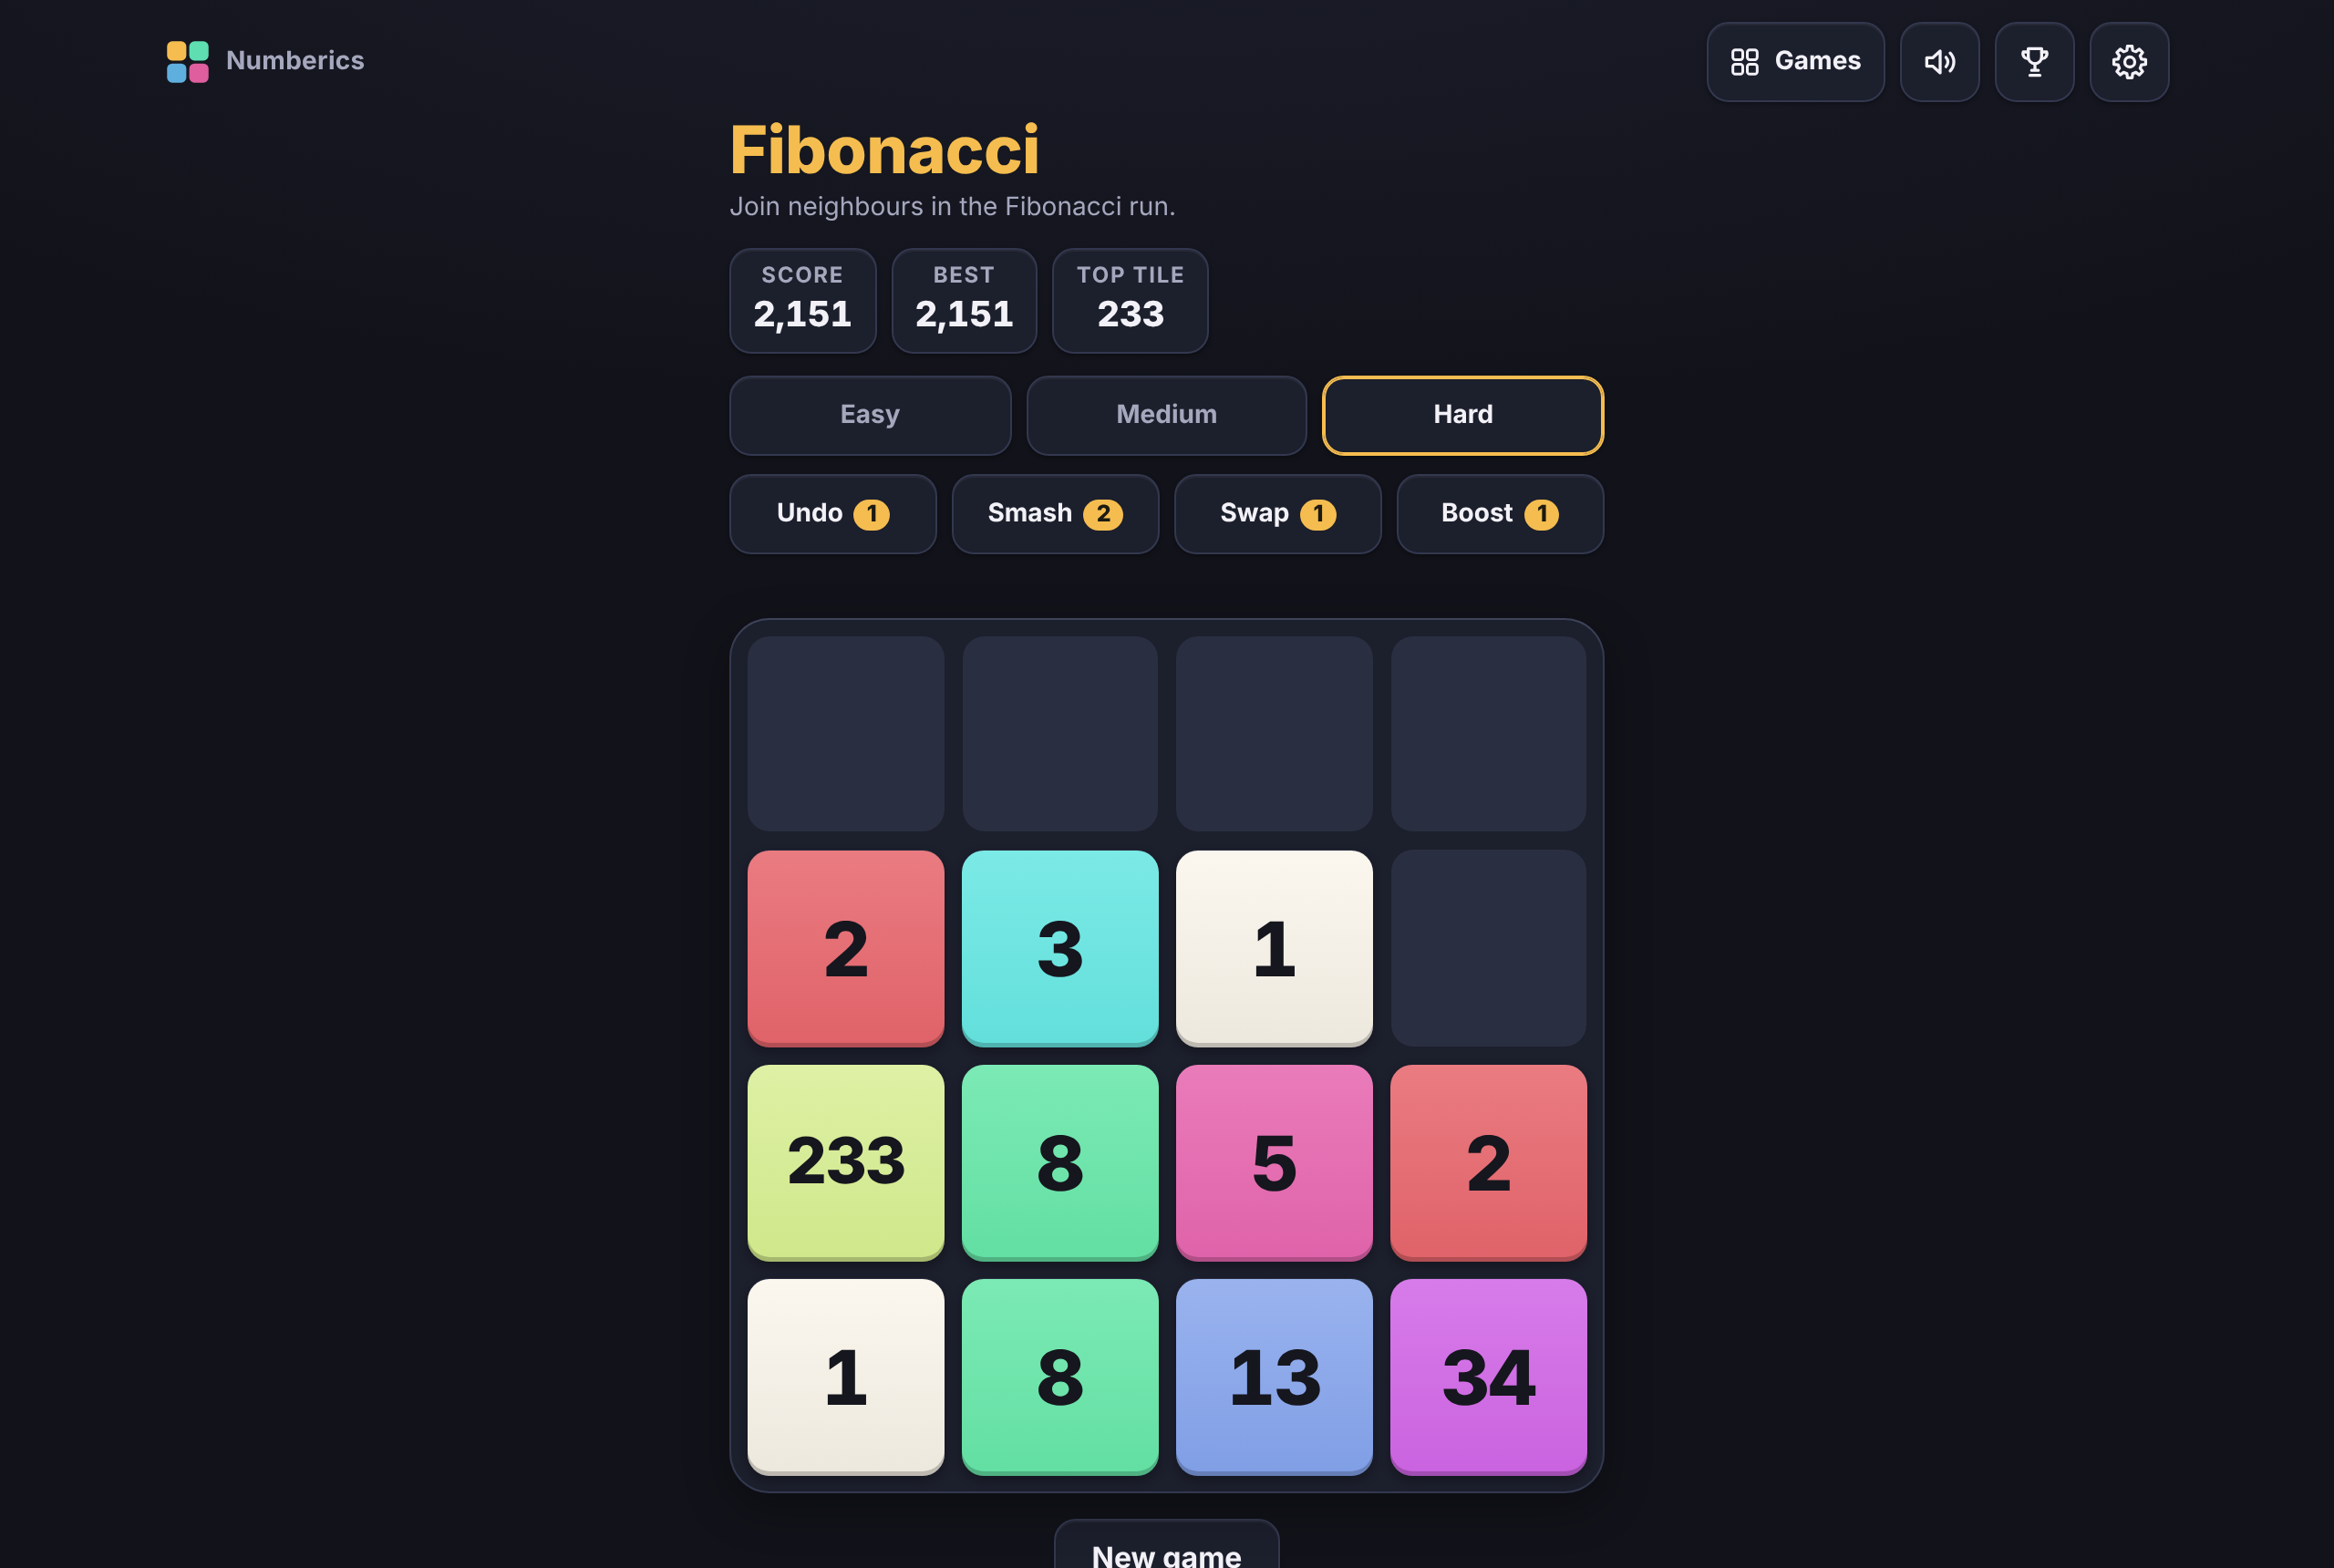 Numberics
Games
Fibonacci
Join neighbours in the Fibonacci run.
SCORE BEST TOP TILE
2,151 2,151 233
Easy Medium Hard
Undo 1 Smash 2 Swap 1 Boost 1
2 3 1
233 8 5 2
1 8 13 34
New game